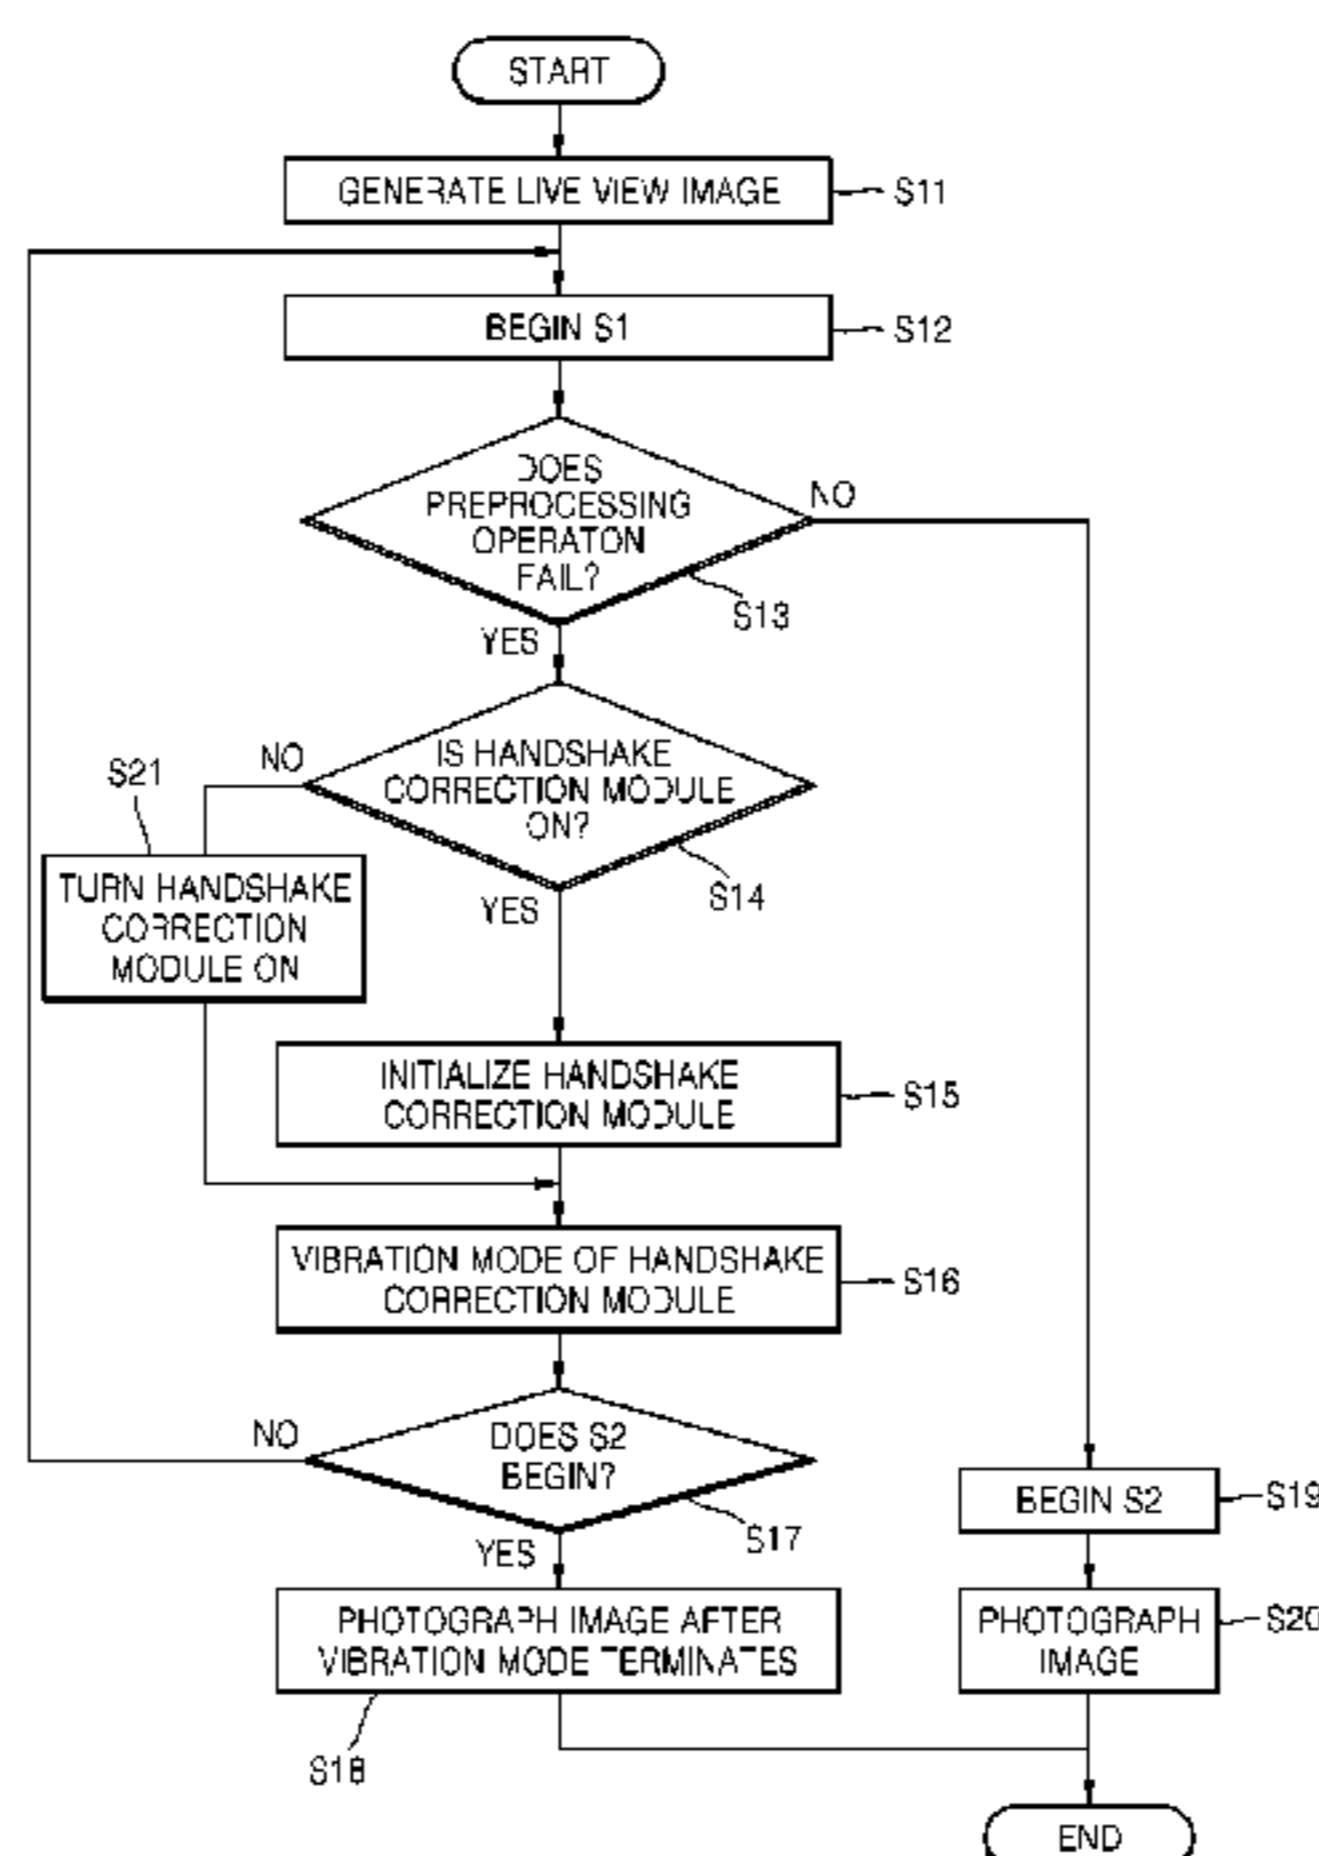 START
GENERATE LIVE VIEW IMAGE
S11
BEGIN S1
S12
DOES
PREPROCESSING
OPERATON
FAIL?
NO
S13
YES
IS HANDSHAKE
CORRECTION MODULE
ON?
NO
S21
S14
YES
TURN HANDSHAKE
CORRECTION
MODULE ON
INITIALIZE HANDSHAKE
CORRECTION MODULE
S15
VIBRATION MODE OF HANDSHAKE
CORRECTION MODULE
S16
DOES S2
BEGIN?
NO
S17
YES
BEGIN S2
S19
PHOTOGRAPH IMAGE AFTER
VIBRATION MODE TERMINATES
S18
PHOTOGRAPH
IMAGE
S20
END